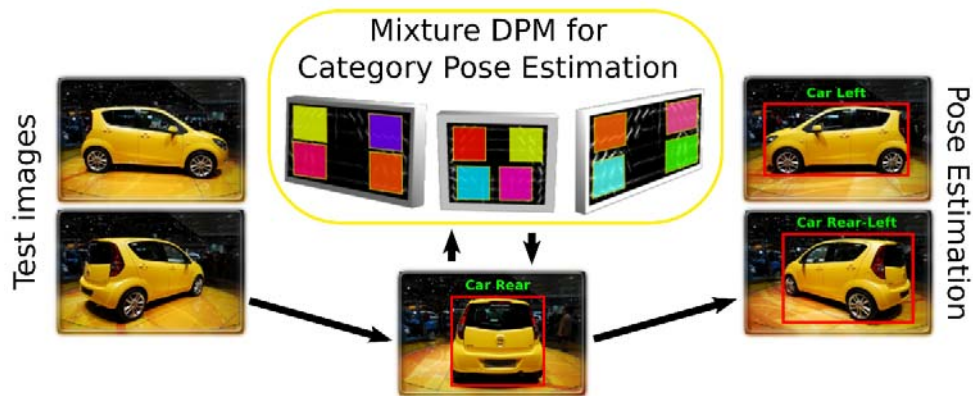 Mixture DPM for
Category Pose Estimation
Test images
Car Rear
Car Left
Car Rear-Left
Pose Estimation